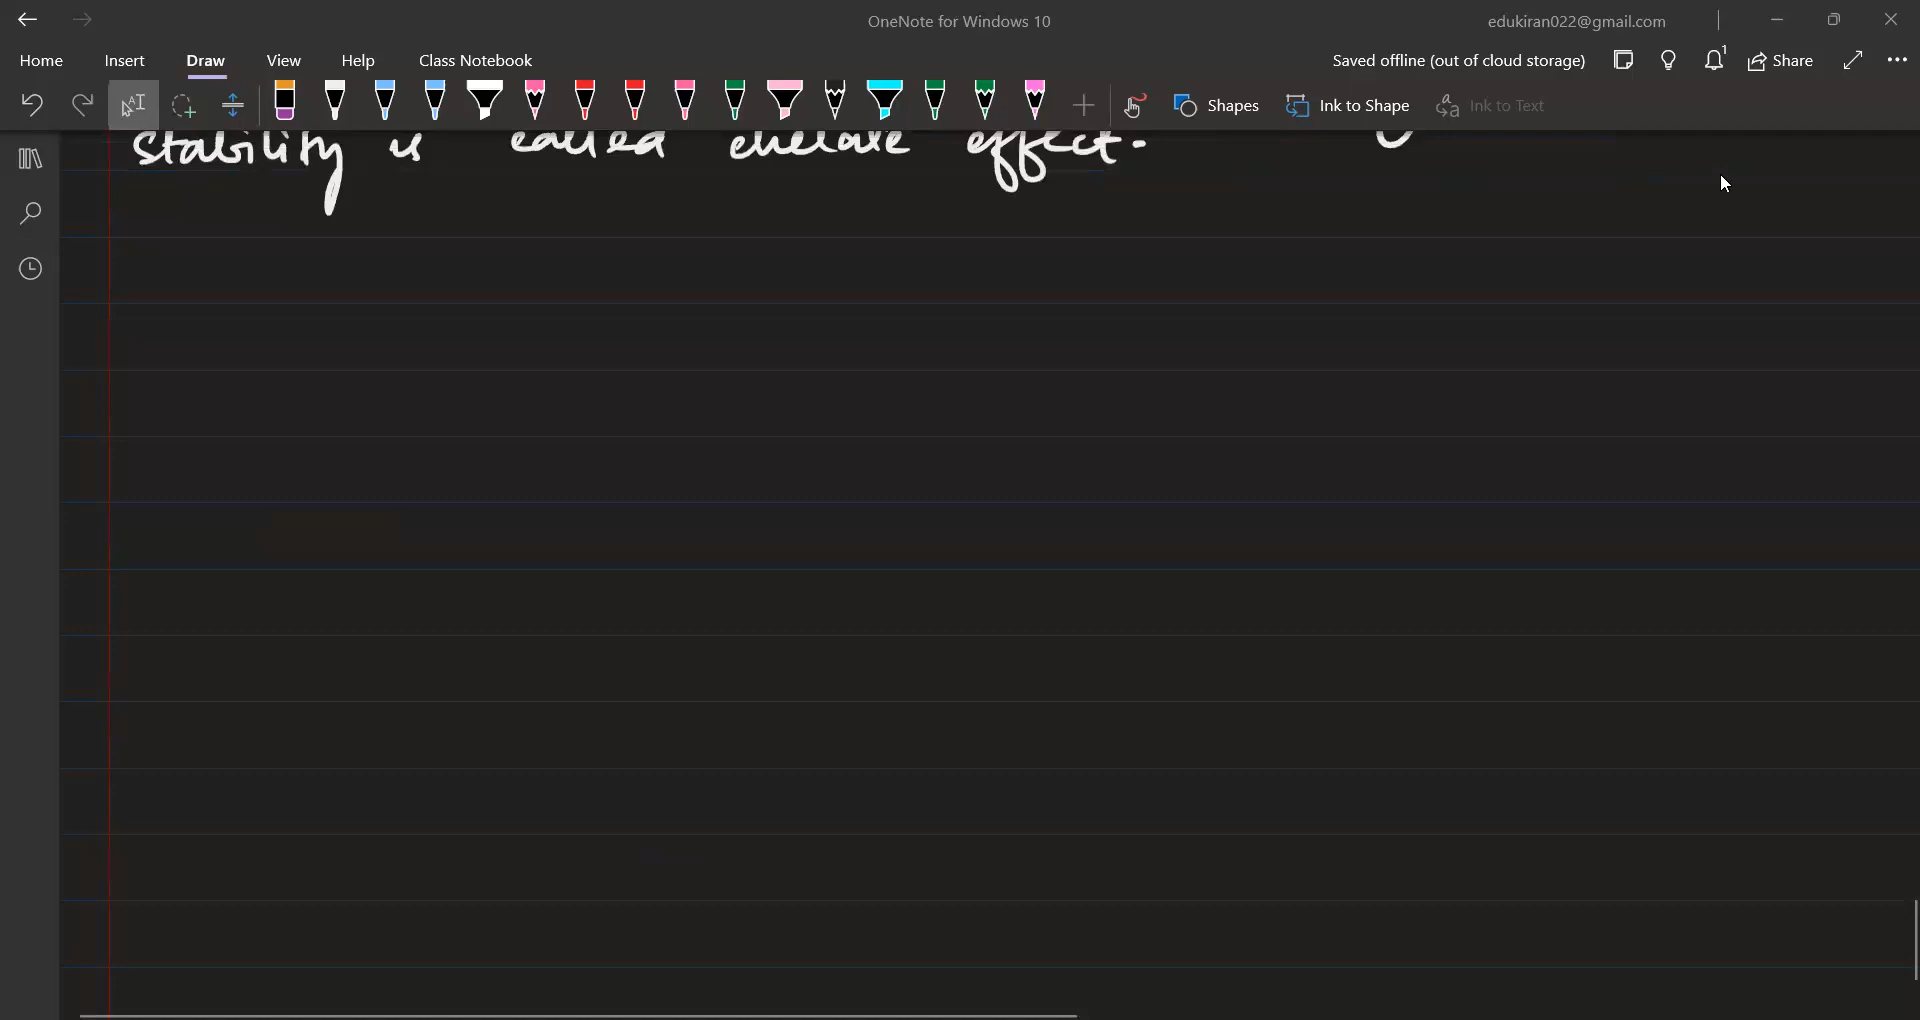 OneNote for Windows 10
edukiran022@gmail.com
Home Insert Draw View Help Class Notebook
Saved offline (out of cloud storage)
1
Share
Shapes
Ink to Shape
Ink to Text
stability is called chelate effect.